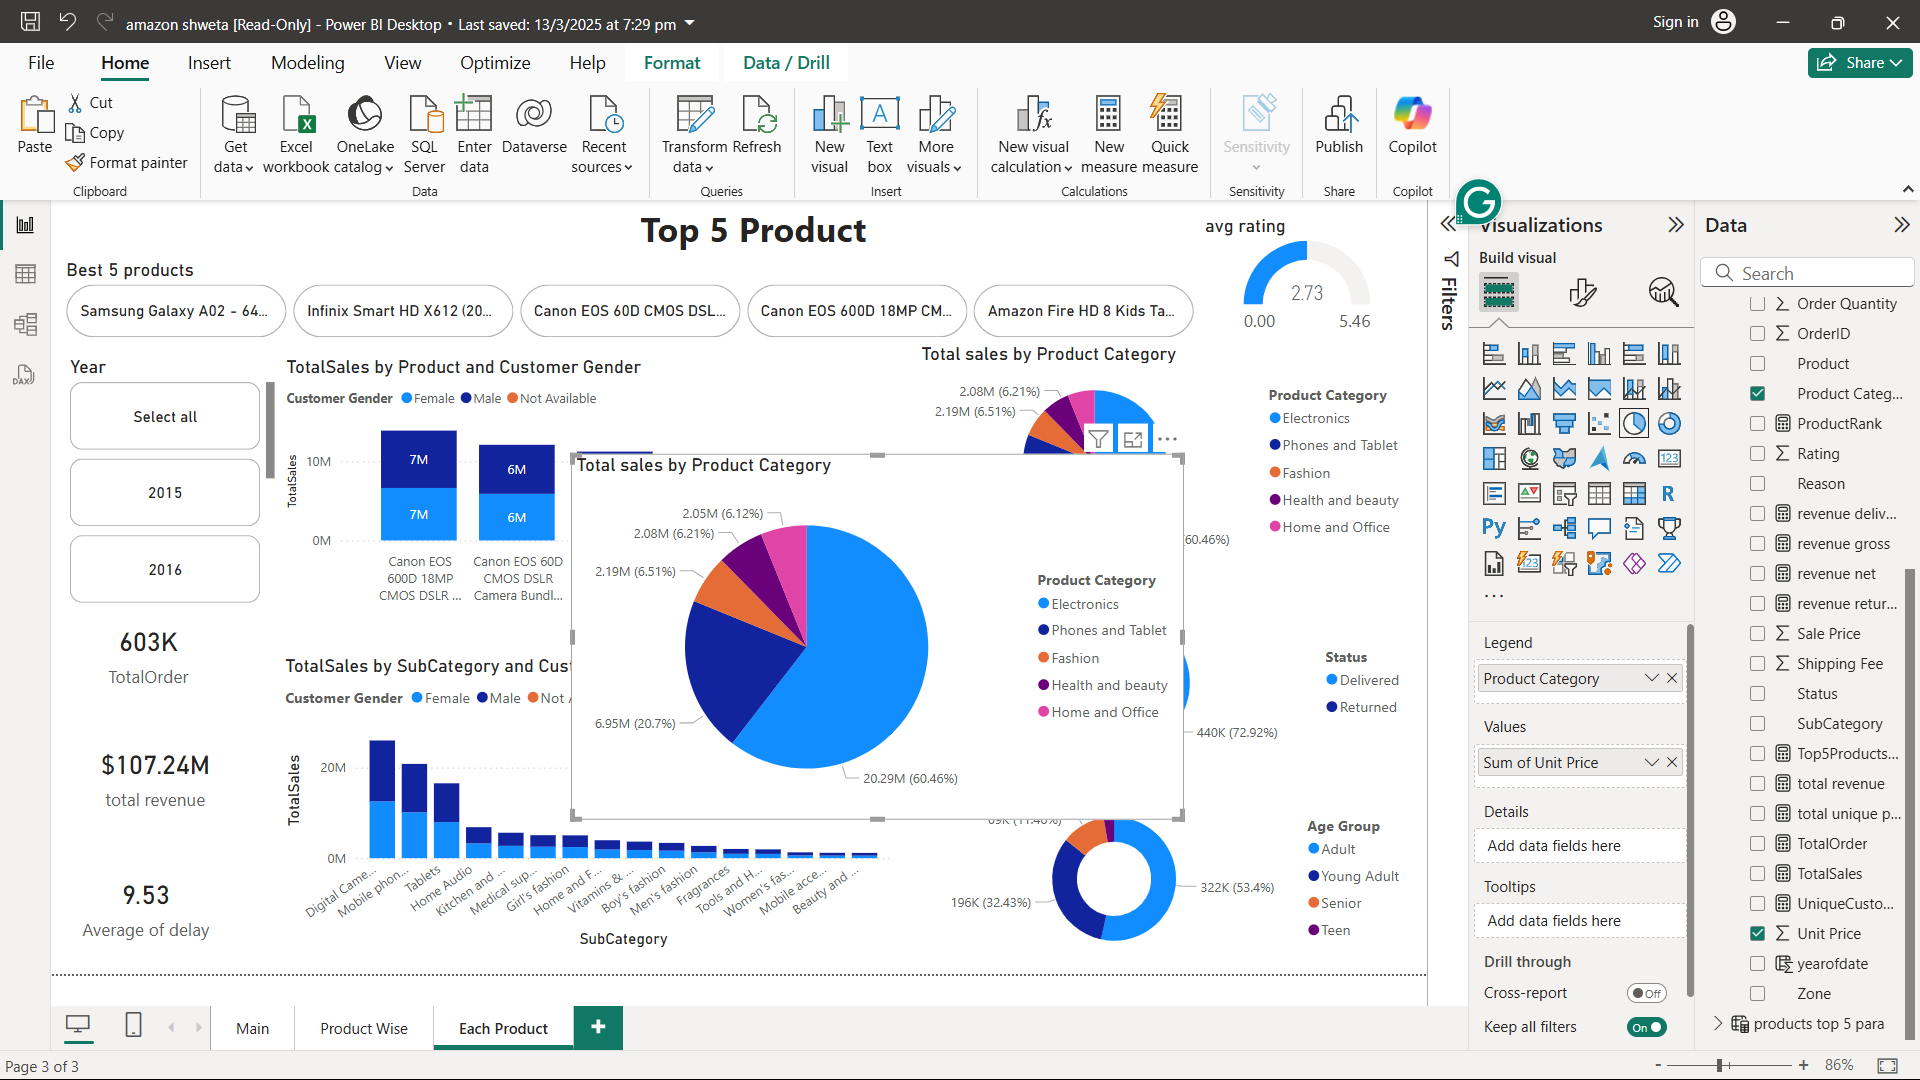 amazon shweta [Read-Only] - Power BI Desktop • Last saved: 13/3/2025 at 7:29 pm
Sign in
File Home Insert Modeling View Optimize Help Format Data / Drill
Share
Paste
Cut
Copy
Format painter
Clipboard
Get data
Excel workbook
OneLake catalog
SQL Server
Enter data
Dataverse
Recent sources
Data
Transform data
Refresh
Queries
New visual
Text box
More visuals
Insert
New visual calculation
New measure
Quick measure
Calculations
Sensitivity
Sensitivity
Publish
Share
Copilot
Copilot
Top 5 Product
Best 5 products
Samsung Galaxy A02 - 64...
Infinix Smart HD X612 (20...
Canon EOS 60D CMOS DSL...
Canon EOS 600D 18MP CM...
Amazon Fire HD 8 Kids Ta...
avg rating
2.73
0.00 5.46
Year
Select all
2015
2016
603K
TotalOrder
$107.24M
total revenue
9.53
Average of delay
TotalSales by Product and Customer Gender
Customer Gender Female Male Not Available
TotalSales
10M
0M
7M
7M
6M
6M
Canon EOS
600D 18MP
CMOS DSLR ...
Canon EOS 60D
CMOS DSLR
Camera Bundl...
TotalSales by SubCategory and Cust
Customer Gender Female Male Not
TotalSales
20M
0M
Digital Came...
Mobile phon...
Tablets
Home Audio
Kitchen and ...
Medical sup...
Girl's fashion
Home and F...
Vitamins & ...
Boy's fashion
Men's fashion
Fragrances
Tools and H...
Women's fas...
Mobile acce...
Beauty and ...
SubCategory
Total sales by Product Category
2.08M (6.21%)
2.19M (6.51%)
Product Category
Electronics
Phones and Tablet
Fashion
Health and beauty
Home and Office
60.46%)
Total sales by Product Category
2.05M (6.12%)
2.08M (6.21%)
2.19M (6.51%)
6.95M (20.7%)
20.29M (60.46%)
Product Category
Electronics
Phones and Tablet
Fashion
Health and beauty
Home and Office
Status
Delivered
Returned
440K (72.92%)
Age Group
Adult
Young Adult
Senior
Teen
322K (53.4%)
196K (32.43%)
Filters
Visualizations
Build visual
123
R
Py
Legend
Product Category
Values
Sum of Unit Price
Details
Add data fields here
Tooltips
Add data fields here
Drill through
Cross-report
Off
Keep all filters
On
Data
Search
Order Quantity
OrderID
Product
Product Categ...
ProductRank
Rating
Reason
revenue deliv...
revenue gross
revenue net
revenue retur...
Sale Price
Shipping Fee
Status
SubCategory
Top5Products...
total revenue
total unique p...
TotalOrder
TotalSales
UniqueCusto...
Unit Price
yearofdate
Zone
products top 5 para
Main
Product Wise
Each Product
Page 3 of 3
86%